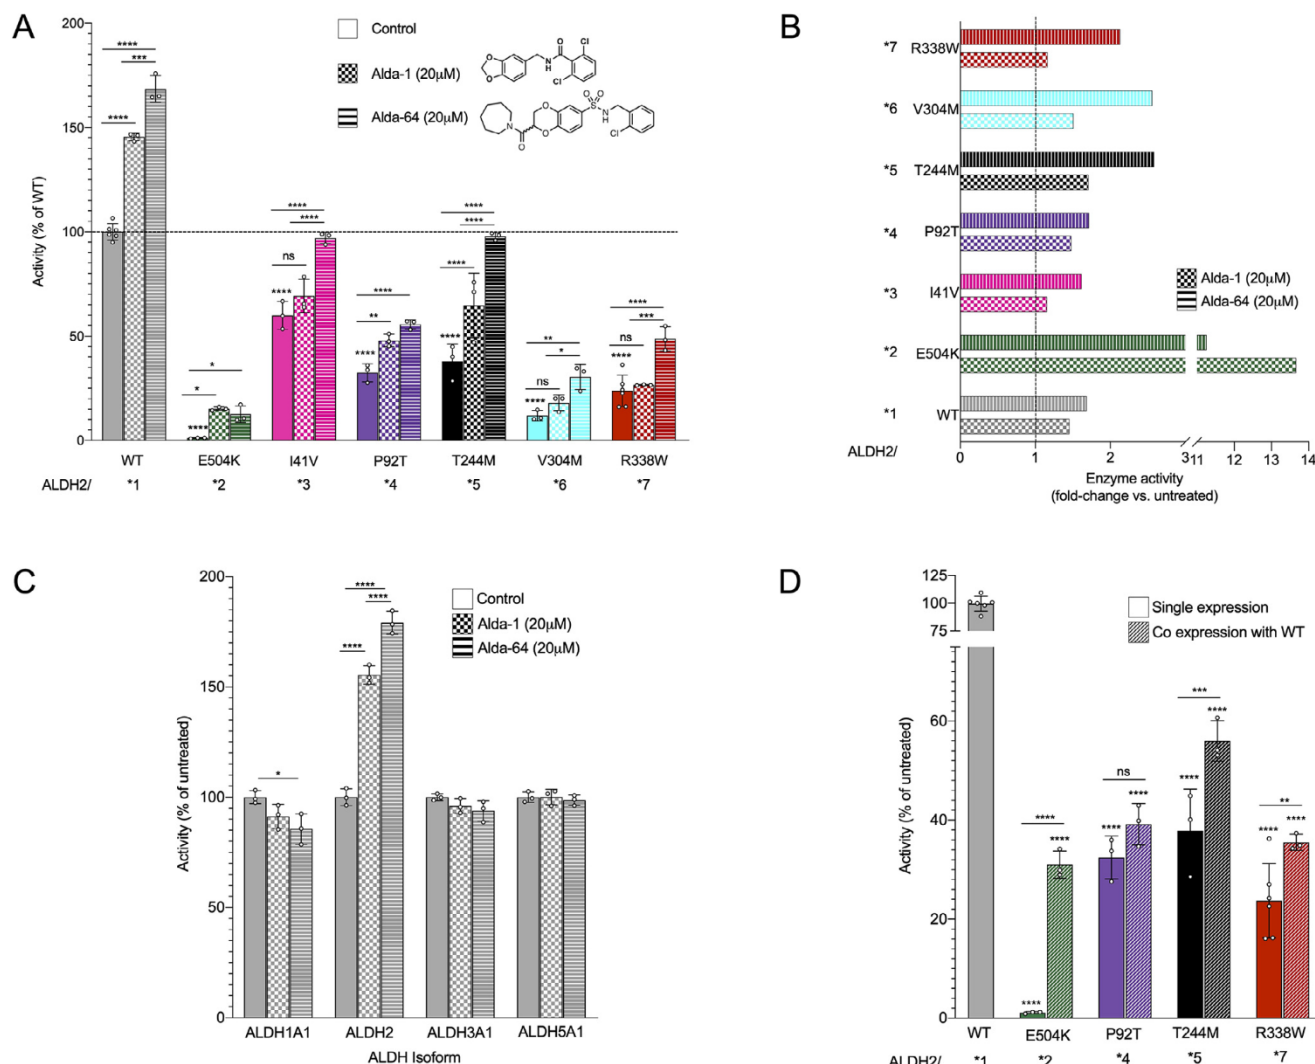 A
200
150
100
50
0
Activity (% of WT)
Control
Alda-1 (20μM)
Alda-64 (20μM)
O
O
N
H
O
Cl
Cl
N
O
O
O
O O
S
N
H
Cl
****
***
****
*
*
****
****
****
ns
****
****
**
****
****
****
****
****
**
*
ns
****
****
***
ns
****
WT E504K I41V P92T T244M V304M R338W
ALDH2/ *1 *2 *3 *4 *5 *6 *7
B
*7 R338W
*6 V304M
*5 T244M
*4 P92T
*3 I41V
*2 E504K
*1 WT
ALDH2/
Alda-1 (20μM)
Alda-64 (20μM)
0 1 2 3 11 12 13 14
Enzyme activity
(fold-change vs. untreated)
C
200
150
100
50
0
Activity (% of untreated)
Control
Alda-1 (20μM)
Alda-64 (20μM)
*
****
****
****
ALDH1A1 ALDH2 ALDH3A1 ALDH5A1
ALDH Isoform
D
125
100
75
60
40
20
0
Activity (% of untreated)
Single expression
Co expression with WT
****
****
****
ns
****
****
***
****
****
**
****
****
WT E504K P92T T244M R338W
ALDH2/ *1 *2 *4 *5 *7